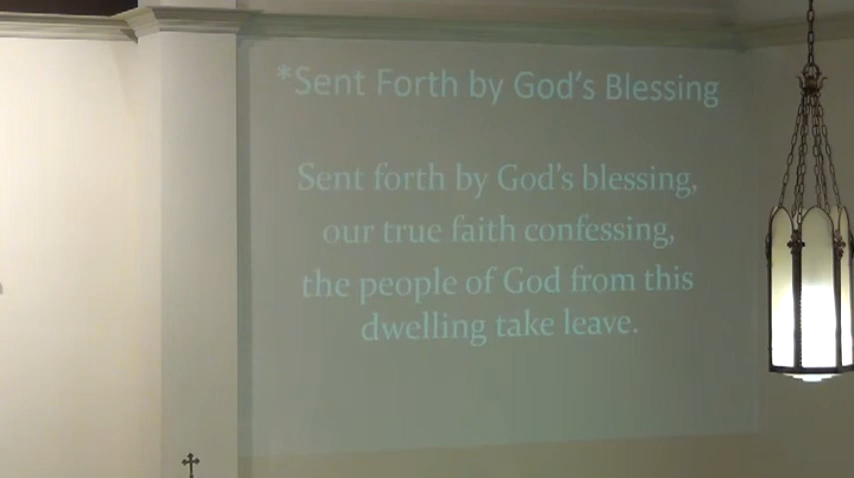 *Sent Forth by God's Blessing
Sent forth by God's blessing,
our true faith confessing,
the people of God from this
dwelling take leave.